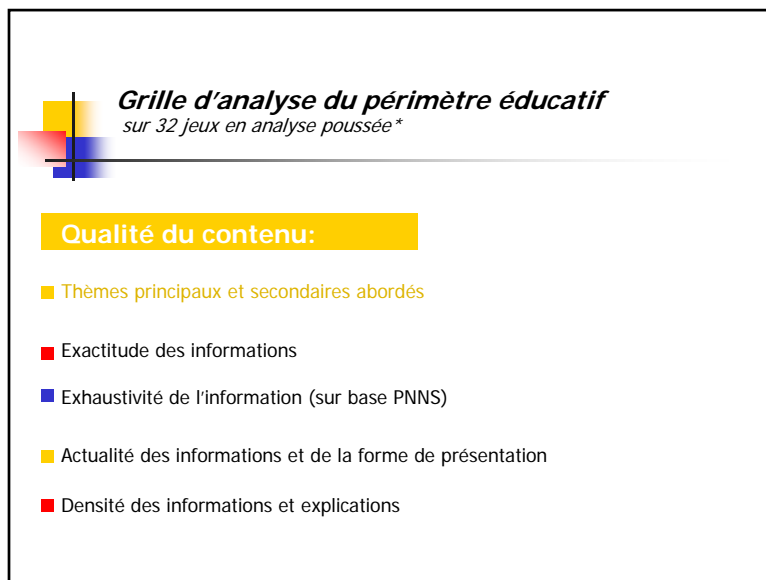 Grille d'analyse du périmètre éducatif
sur 32 jeux en analyse poussée*
Qualité du contenu:
Thèmes principaux et secondaires abordés
Exactitude des informations
Exhaustivité de l'information (sur base PNNS)
Actualité des informations et de la forme de présentation
Densité des informations et explications